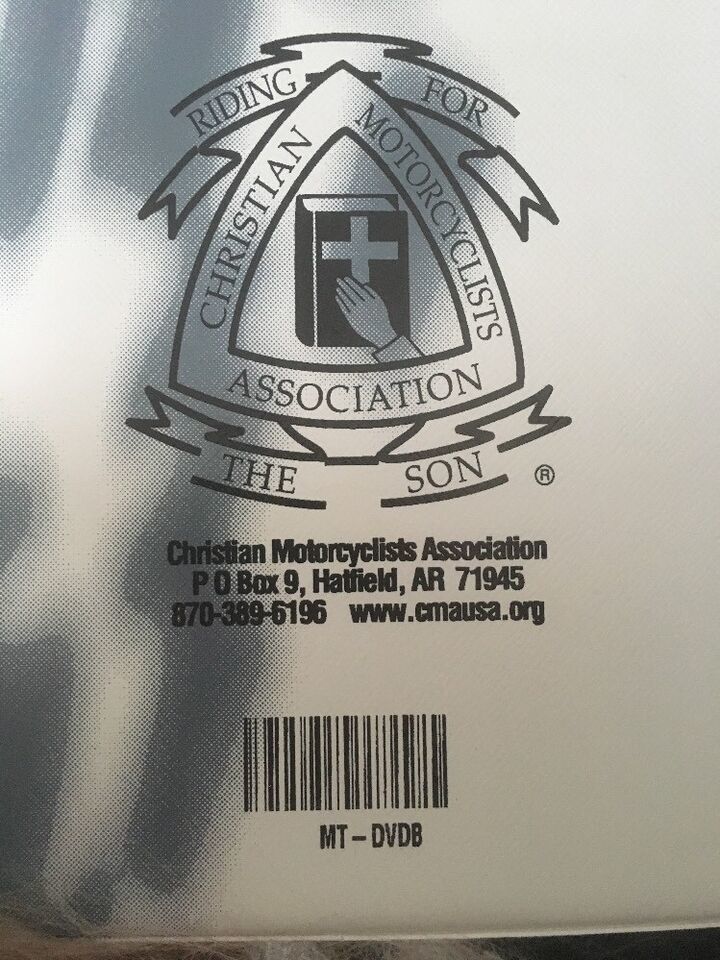 RIDING FOR
CHRISTIAN MOTORCYCLISTS
ASSOCIATION
THE SON ®
Christian Motorcyclists Association
P O Box 9, Hatfield, AR 71945
870-389-6196 www.cmausa.org
MT - DVDB